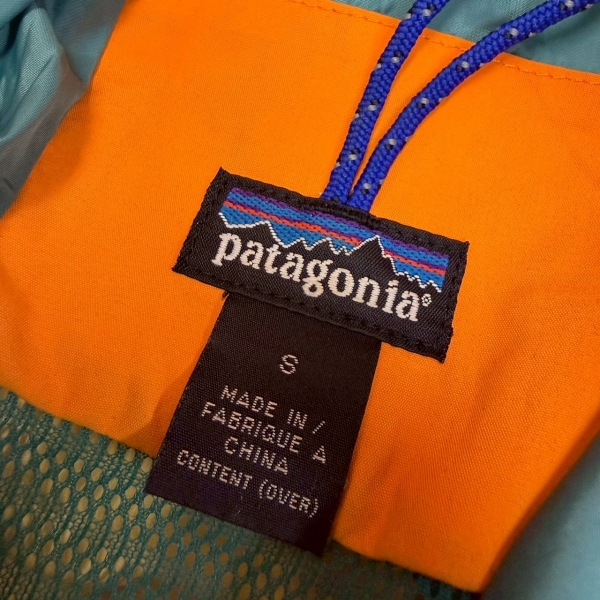 patagonia®
S
MADE IN /
FABRIQUE A
CHINA
CONTENT (OVER)